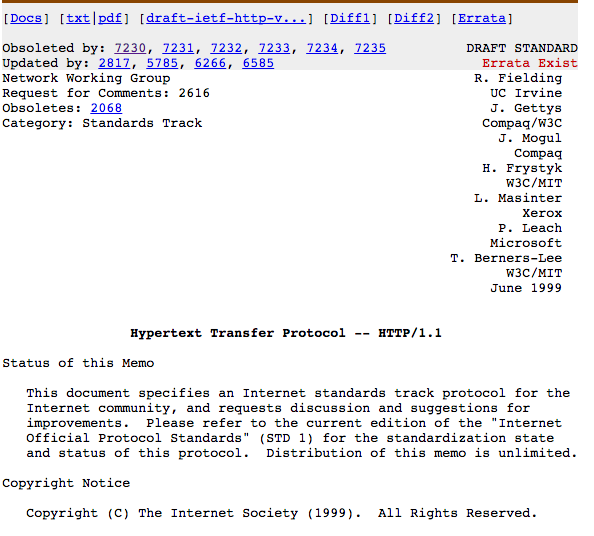 [Docs] [txt|pdf] [draft-ietf-http-v...] [Diff1] [Diff2] [Errata]
Obsoleted by: 7230, 7231, 7232, 7233, 7234, 7235 DRAFT STANDARD
Updated by: 2817, 5785, 6266, 6585 Errata Exist
Network Working Group R. Fielding
Request for Comments: 2616 UC Irvine
Obsoletes: 2068 J. Gettys
Category: Standards Track Compaq/W3C
J. Mogul
Compaq
H. Frystyk
W3C/MIT
L. Masinter
Xerox
P. Leach
Microsoft
T. Berners-Lee
W3C/MIT
June 1999
Hypertext Transfer Protocol -- HTTP/1.1
Status of this Memo
This document specifies an Internet standards track protocol for the
Internet community, and requests discussion and suggestions for
improvements.  Please refer to the current edition of the "Internet
Official Protocol Standards" (STD 1) for the standardization state
and status of this protocol.  Distribution of this memo is unlimited.
Copyright Notice
Copyright (C) The Internet Society (1999).  All Rights Reserved.